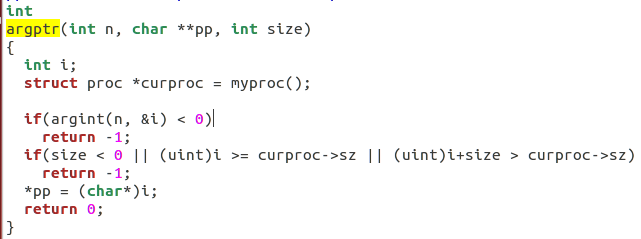 int
argptr(int n, char **pp, int size)
{
  int i;
  struct proc *curproc = myproc();

  if(argint(n, &i) < 0)
    return -1;
  if(size < 0 || (uint)i >= curproc->sz || (uint)i+size > curproc->sz)
    return -1;
  *pp = (char*)i;
  return 0;
}